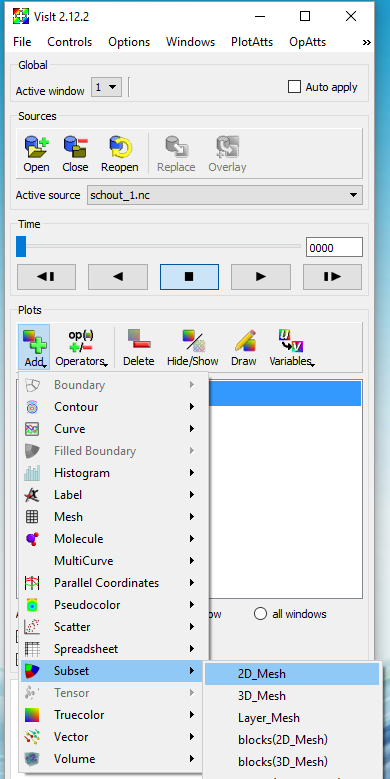 VisIt 2.12.2
File Controls Options Windows PlotAtts OpAtts »
Global
Active window 1 Auto apply
Sources
Open Close Reopen Replace Overlay
Active source schout_1.nc
Time
0000
Plots
op(:)
+/-
Add Operators Delete Hide/Show Draw Variables
Boundary
Contour
Curve
Filled Boundary
Histogram
Label
Mesh
Molecule
MultiCurve
Parallel Coordinates
Pseudocolor
Scatter all windows
Spreadsheet
Subset
2D_Mesh
Tensor 3D_Mesh
Truecolor Layer_Mesh
Vector blocks(2D_Mesh)
Volume blocks(3D_Mesh)